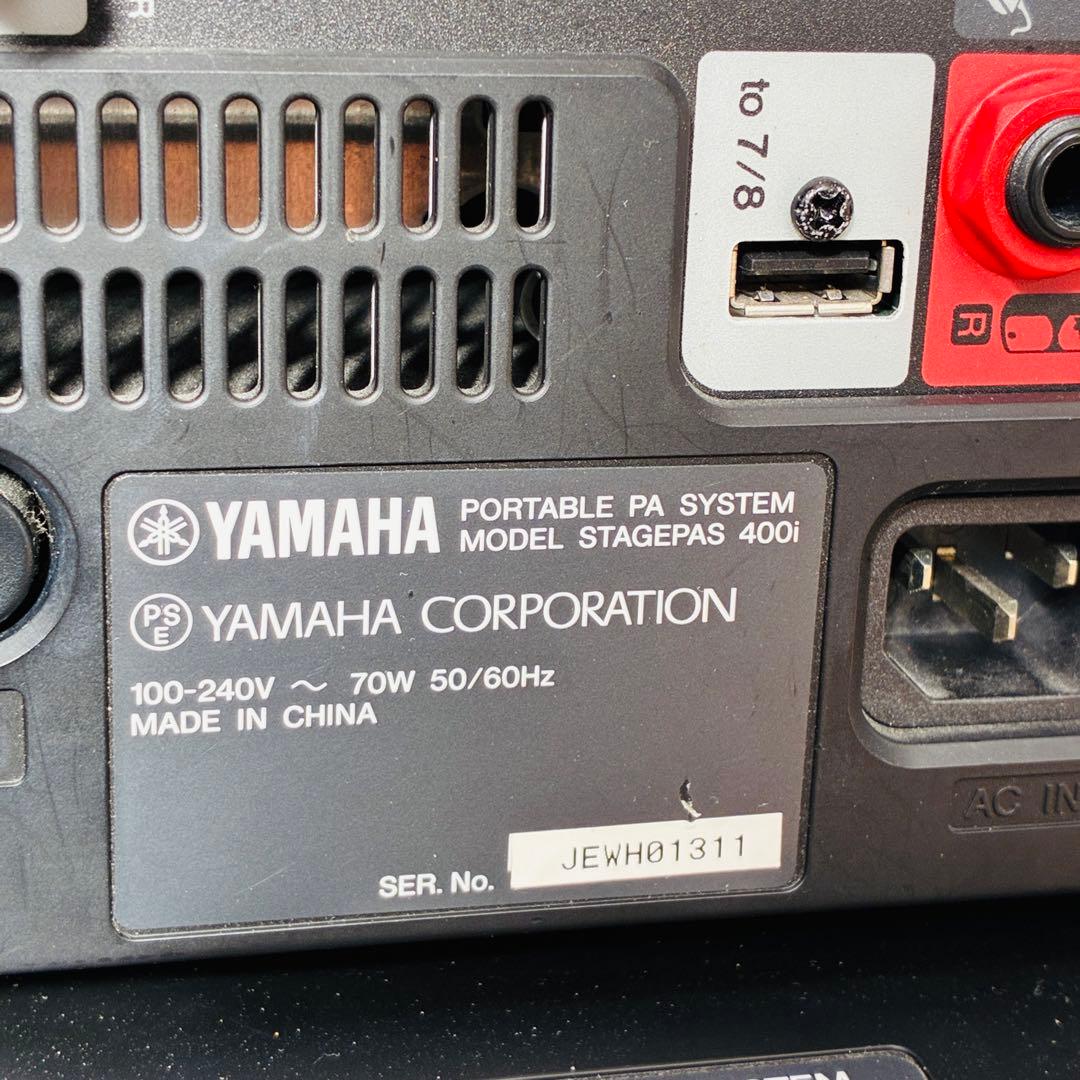 R
to 7/8
R
YAMAHA PORTABLE PA SYSTEM
MODEL STAGEPAS 400i
PSE YAMAHA CORPORATION
100-240V ～ 70W 50/60Hz
MADE IN CHINA
AC IN
SER. No. JEWH01311